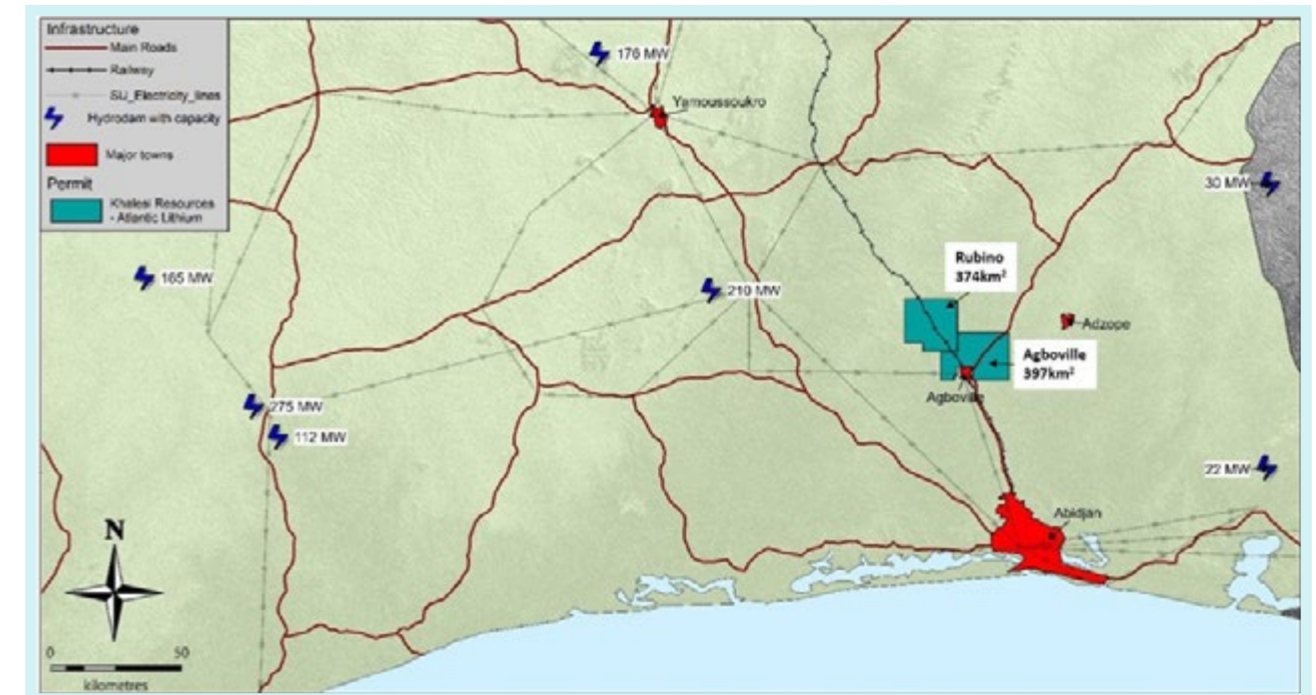 Infrastructure
Main Roads
Railway
SU_Electricity_lines
Hydrodam with capacity
Major towns
Permit
Khalesi Resources
- Atlantic Lithium
176 MW
Yamoussoukro
30 MW
165 MW
210 MW
Rubino
374km²
Adzope
Agboville
397km²
Agboville
275 MW
112 MW
22 MW
Abidjan
N
0 50
kilometres